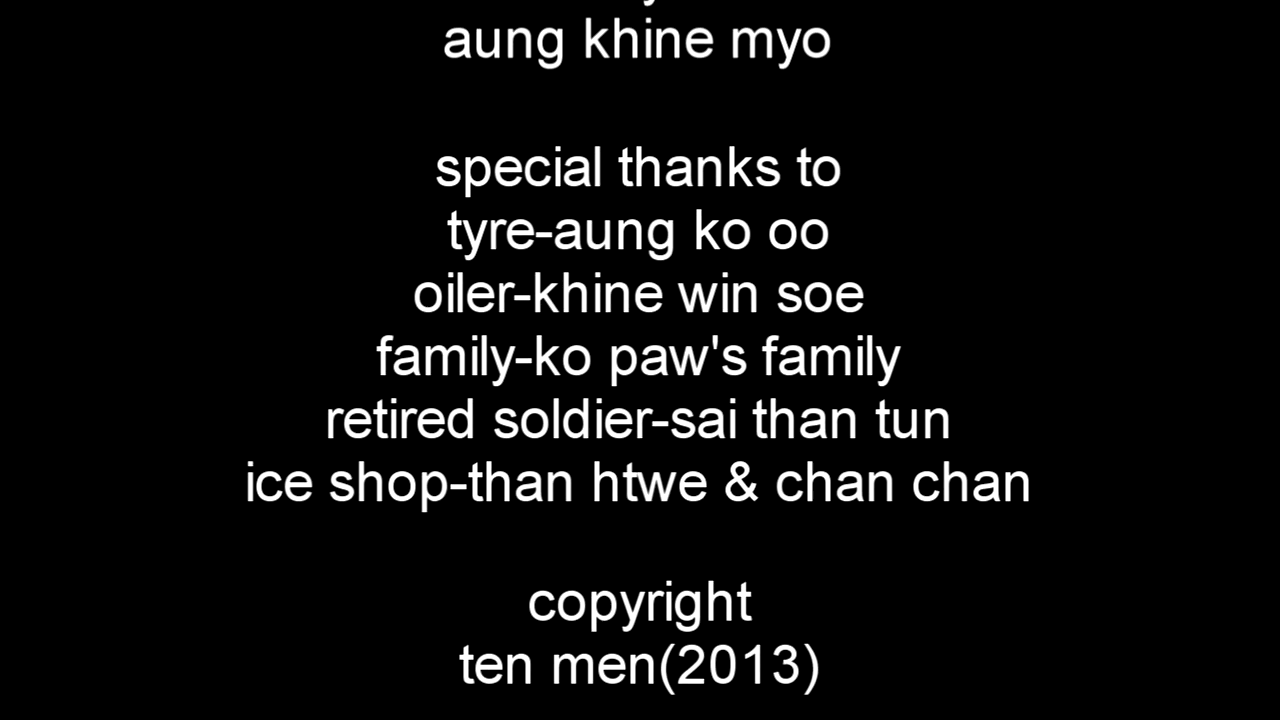 aung khine myo
special thanks to
tyre-aung ko oo
oiler-khine win soe
family-ko paw's family
retired soldier-sai than tun
ice shop-than htwe & chan chan
copyright
ten men(2013)